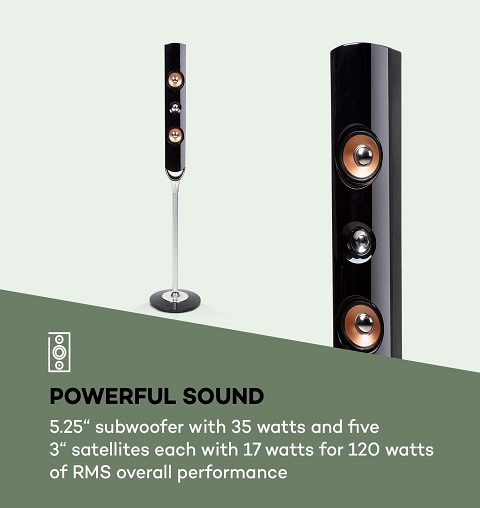 POWERFUL SOUND
5.25“ subwoofer with 35 watts and five
3“ satellites each with 17 watts for 120 watts
of RMS overall performance